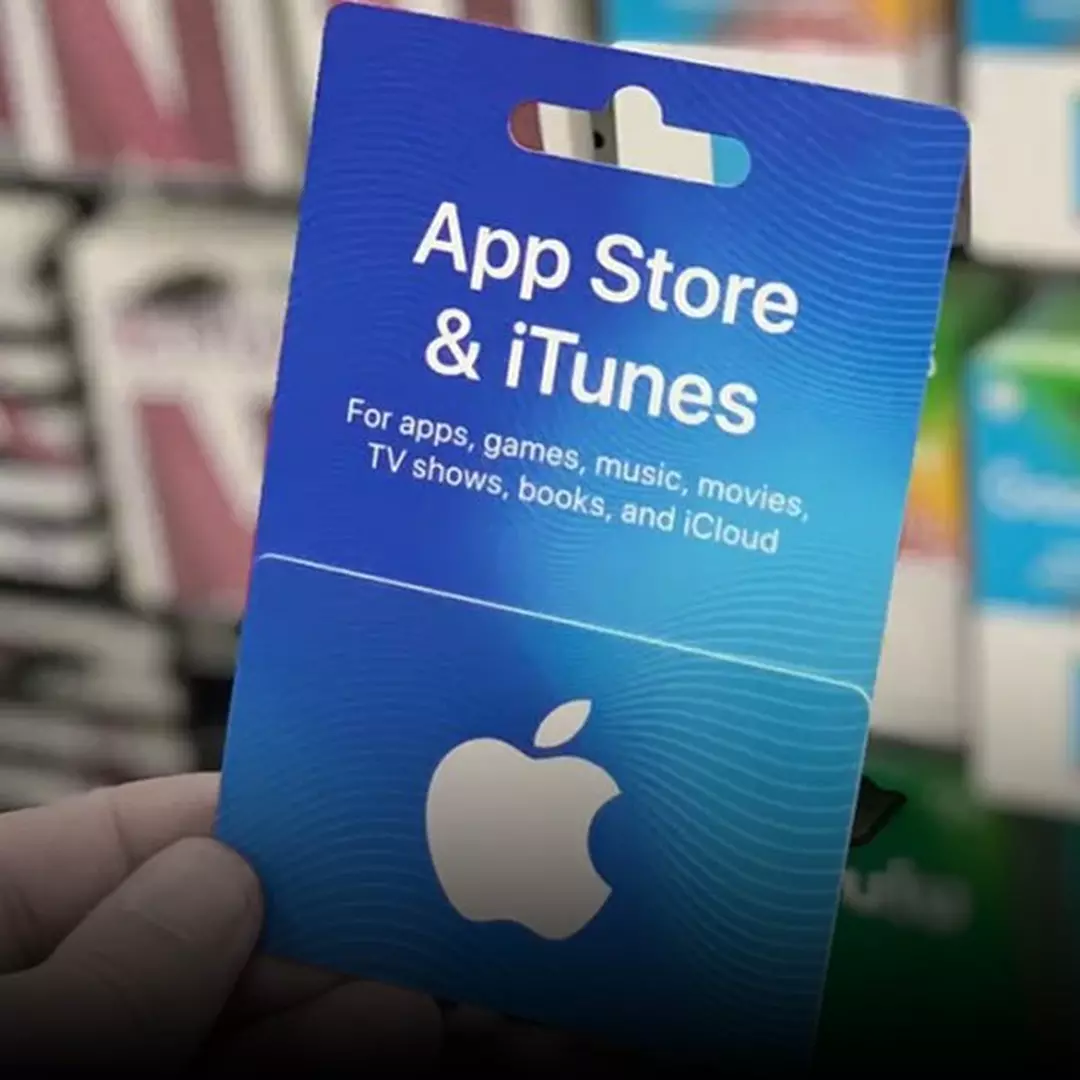 App Store
& iTunes
For apps, games, music, movies,
TV shows, books, and iCloud